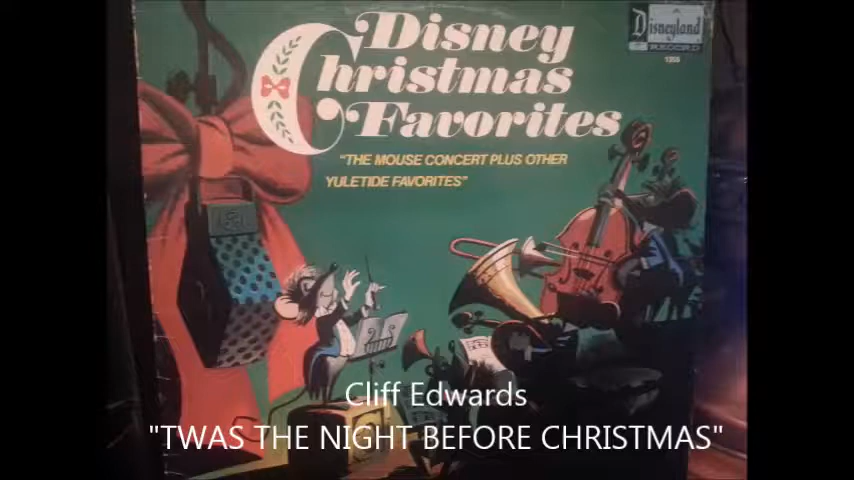 Disney
Christmas
Favorites
Disneyland
RECORD
"THE MOUSE CONCERT PLUS OTHER
YULETIDE FAVORITES"
Cliff Edwards
"TWAS THE NIGHT BEFORE CHRISTMAS"